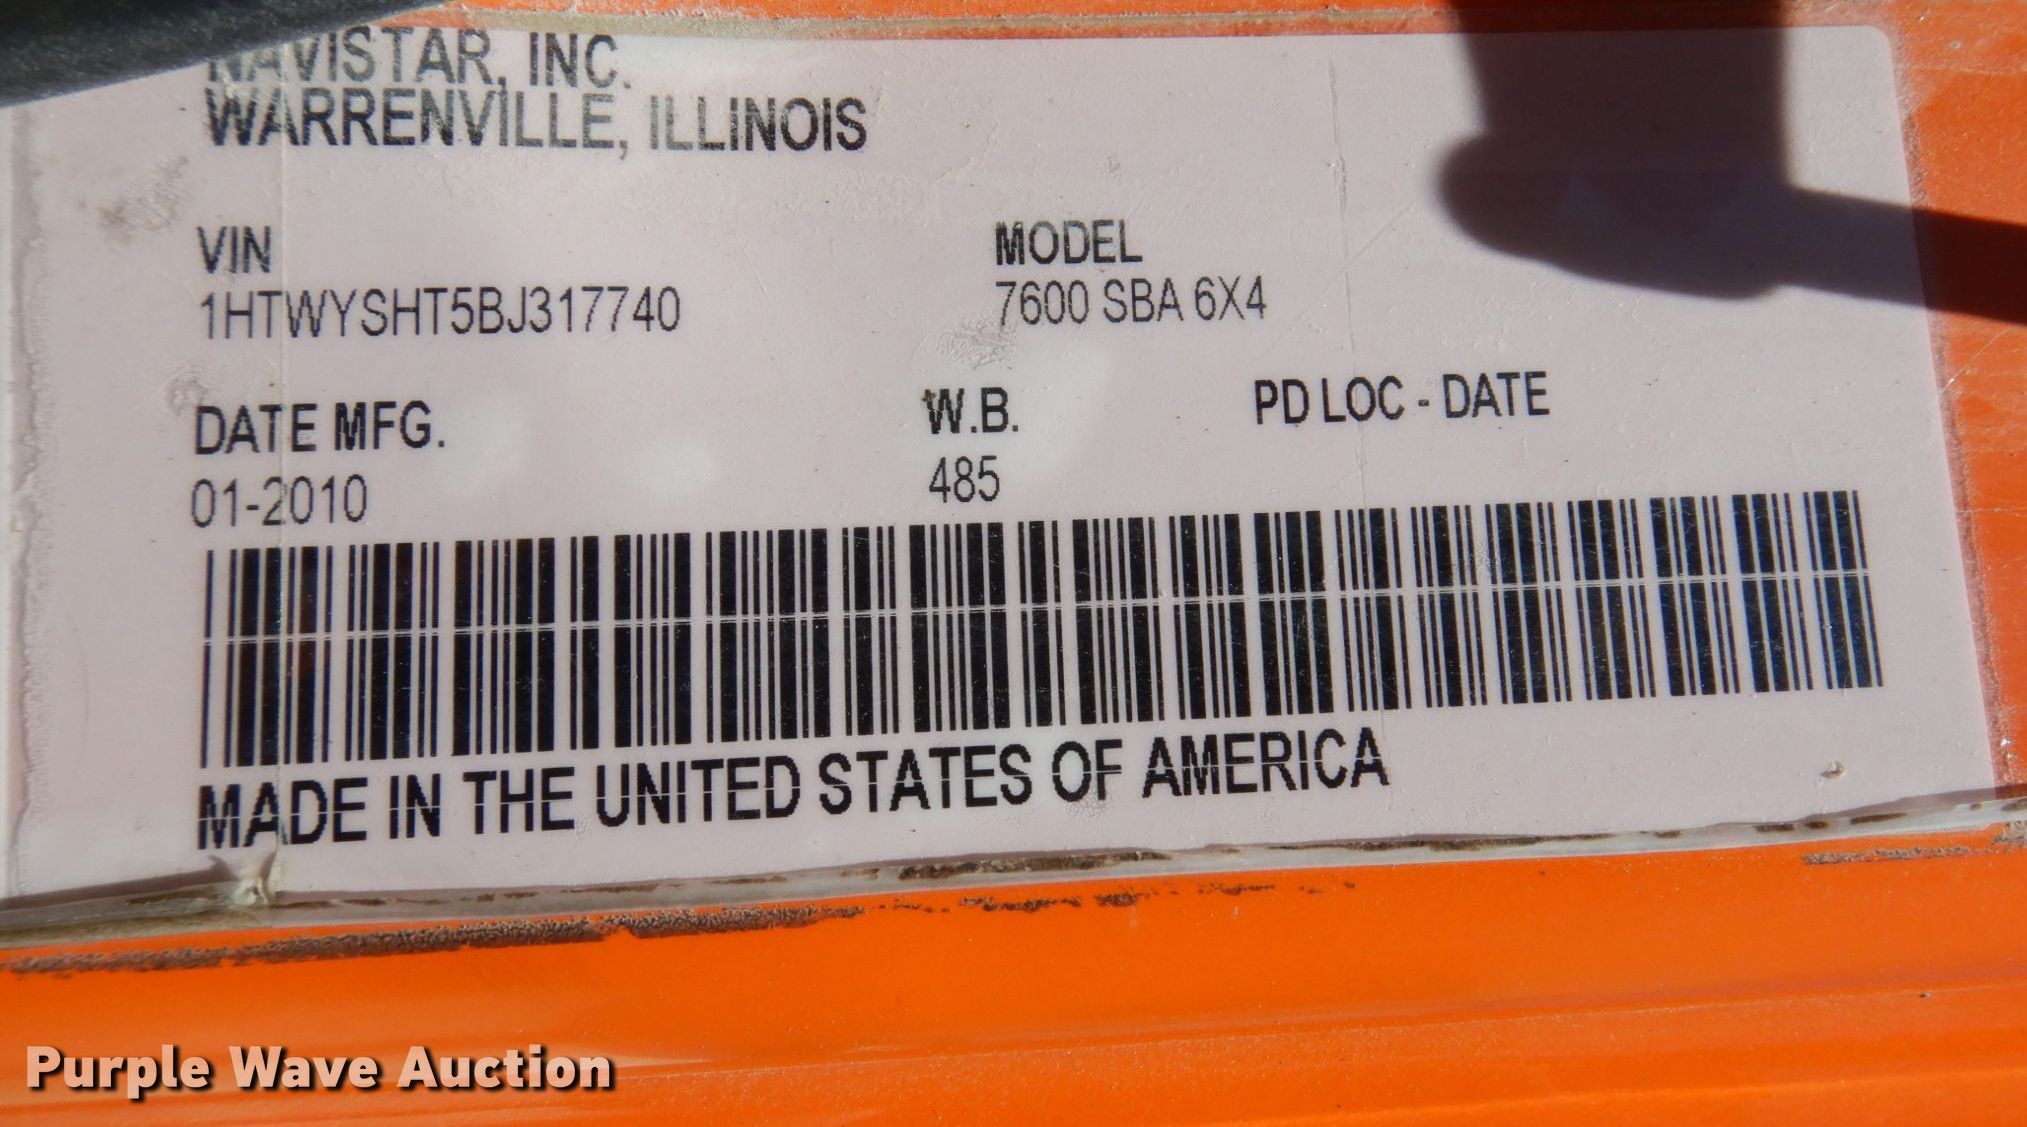 NAVISTAR, INC.
WARRENVILLE, ILLINOIS
VIN MODEL
1HTWYSHT5BJ317740 7600 SBA 6X4
DATE MFG. W.B. PD LOC - DATE
01-2010 485
MADE IN THE UNITED STATES OF AMERICA
Purple Wave Auction